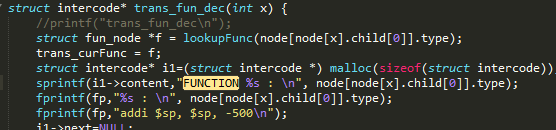 struct intercode* trans_fun_dec(int x) {
//printf("trans_fun_dec\n");
struct fun_node *f = lookupFunc(node[node[x].child[0]].type);
trans_curFunc = f;
struct intercode* i1=(struct intercode *) malloc(sizeof(struct intercode));
sprintf(i1->content,"FUNCTION %s : \n", node[node[x].child[0]].type);
fprintf(fp,"%s : \n", node[node[x].child[0]].type);
fprintf(fp,"addi $sp, $sp, -500\n");
i1->next=NULL;